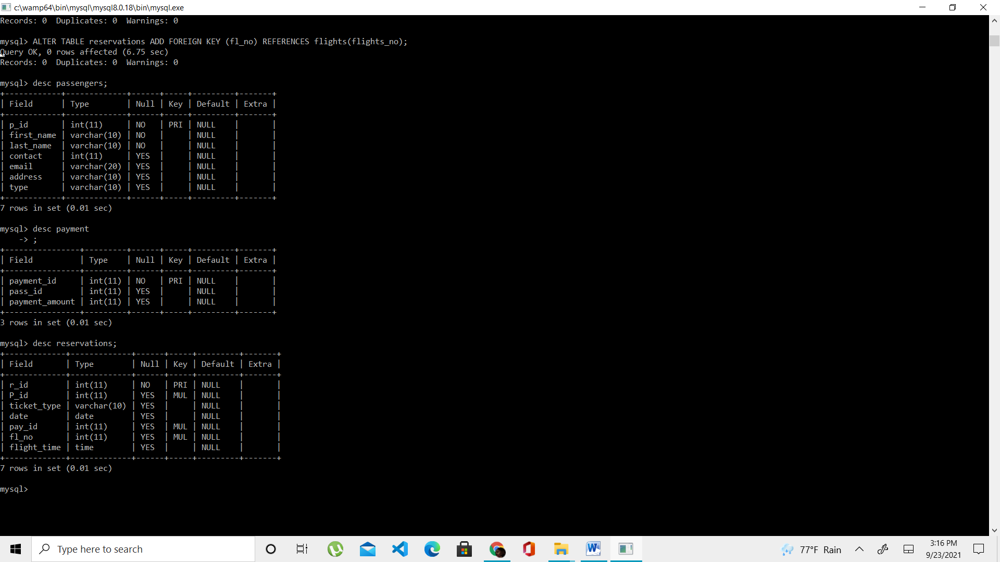 c:\wamp64\bin\mysql\mysql8.0.18\bin\mysql.exe
Records: 0  Duplicates: 0  Warnings: 0

mysql> ALTER TABLE reservations ADD FOREIGN KEY (fl_no) REFERENCES flights(flights_no);
Query OK, 0 rows affected (6.75 sec)
Records: 0  Duplicates: 0  Warnings: 0

mysql> desc passengers;
+------------+-------------+------+-----+---------+-------+
| Field      | Type        | Null | Key | Default | Extra |
+------------+-------------+------+-----+---------+-------+
| p_id       | int(11)     | NO   | PRI | NULL    |       |
| first_name | varchar(10) | NO   |     | NULL    |       |
| last_name  | varchar(10) | NO   |     | NULL    |       |
| contact    | int(11)     | YES  |     | NULL    |       |
| email      | varchar(20) | YES  |     | NULL    |       |
| address    | varchar(10) | YES  |     | NULL    |       |
| type       | varchar(10) | YES  |     | NULL    |       |
+------------+-------------+------+-----+---------+-------+
7 rows in set (0.01 sec)

mysql> desc payment
    -> ;
+----------------+---------+------+-----+---------+-------+
| Field          | Type    | Null | Key | Default | Extra |
+----------------+---------+------+-----+---------+-------+
| payment_id     | int(11) | NO   | PRI | NULL    |       |
| pass_id        | int(11) | YES  |     | NULL    |       |
| payment_amount | int(11) | YES  |     | NULL    |       |
+----------------+---------+------+-----+---------+-------+
3 rows in set (0.01 sec)

mysql> desc reservations;
+-------------+-------------+------+-----+---------+-------+
| Field       | Type        | Null | Key | Default | Extra |
+-------------+-------------+------+-----+---------+-------+
| r_id        | int(11)     | NO   | PRI | NULL    |       |
| P_id        | int(11)     | YES  | MUL | NULL    |       |
| ticket_type | varchar(10) | YES  |     | NULL    |       |
| date        | date        | YES  |     | NULL    |       |
| pay_id      | int(11)     | YES  | MUL | NULL    |       |
| fl_no       | int(11)     | YES  | MUL | NULL    |       |
| flight_time | time        | YES  |     | NULL    |       |
+-------------+-------------+------+-----+---------+-------+
7 rows in set (0.01 sec)

mysql>
Type here to search
77°F Rain
3:16 PM
9/23/2021